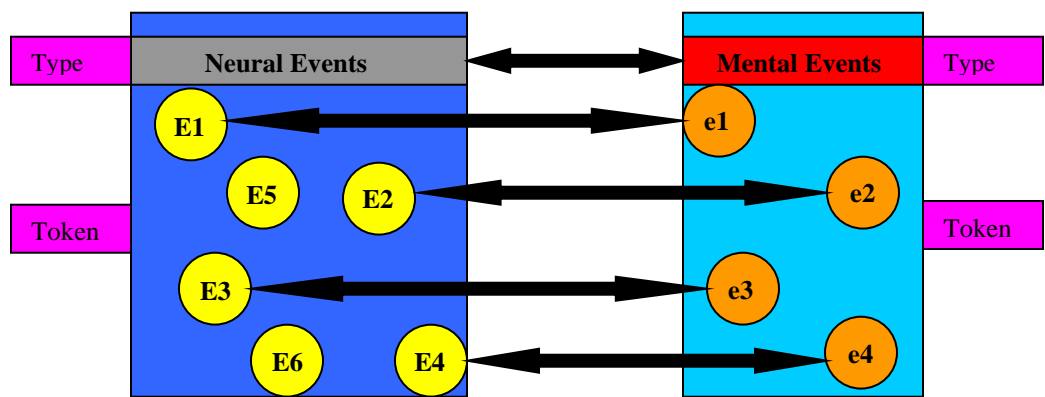 Type
Neural Events
Mental Events
Type
E1
e1
E5
E2
e2
Token
Token
E3
e3
E6
E4
e4